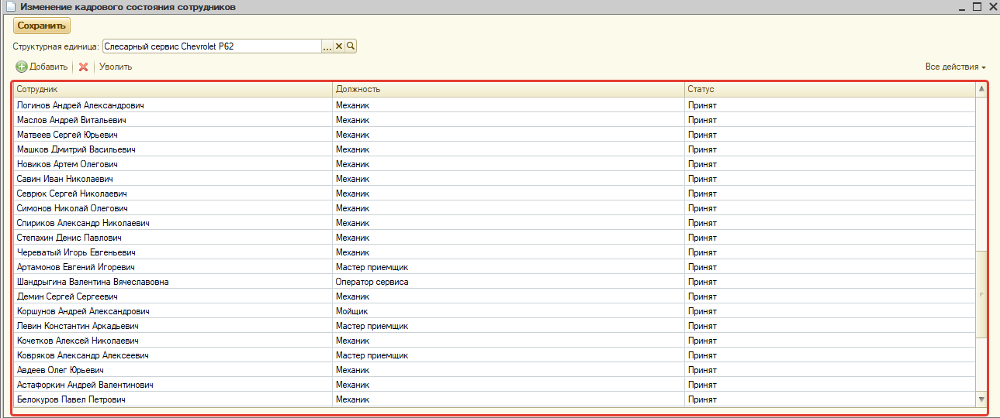 Изменение кадрового состояния сотрудников
Сохранить
Структурная единица: Слесарный сервис Chevrolet P62 ...
Добавить Уволить Все действия
Сотрудник Должность Статус
Логинов Андрей Александрович Механик Принят
Маслов Андрей Витальевич Механик Принят
Матвеев Сергей Юрьевич Механик Принят
Машков Дмитрий Васильевич Механик Принят
Новиков Артем Олегович Механик Принят
Савин Иван Николаевич Механик Принят
Севрюк Сергей Николаевич Механик Принят
Симонов Николай Олегович Механик Принят
Спириков Александр Николаевич Механик Принят
Степахин Денис Павлович Механик Принят
Череватый Игорь Евгеньевич Механик Принят
Артамонов Евгений Игоревич Мастер приемщик Принят
Шандрыгина Валентина Вячеславовна Оператор сервиса Принят
Демин Сергей Сергеевич Механик Принят
Коршунов Андрей Александрович Мойщик Принят
Левин Константин Аркадьевич Мастер приемщик Принят
Кочетков Алексей Николаевич Механик Принят
Ковряков Александр Алексеевич Мастер приемщик Принят
Авдеев Олег Юрьевич Механик Принят
Астафоркин Андрей Валентинович Механик Принят
Белокуров Павел Петрович Механик Принят